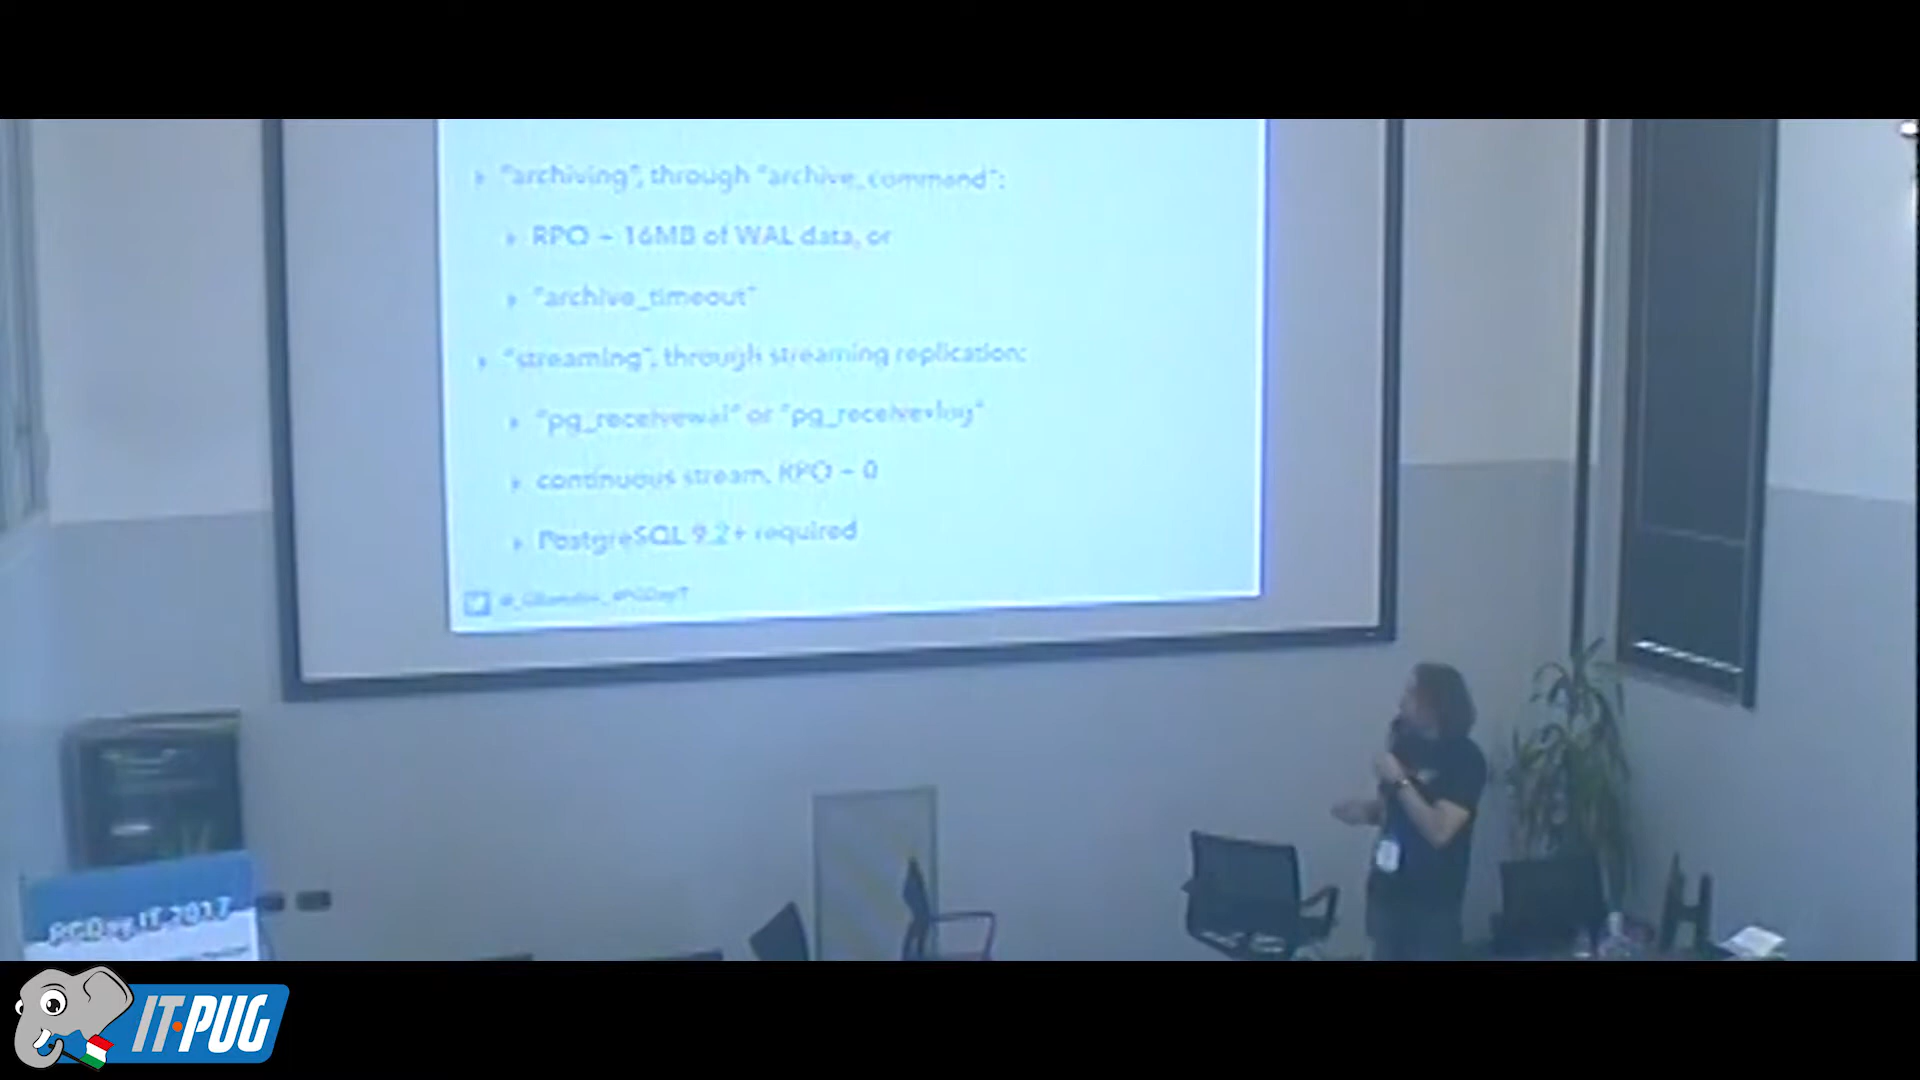 "archiving", through "archive_command":
RPO ~ 16MB of WAL data, or
"archive_timeout"
"streaming", through streaming replication:
"pg_receivewal" or "pg_receivexlog"
continuous stream, RPO ~ 0
PostgreSQL 9.2+ required
#PGDayIT
PGDay.IT 2017
IT·PUG